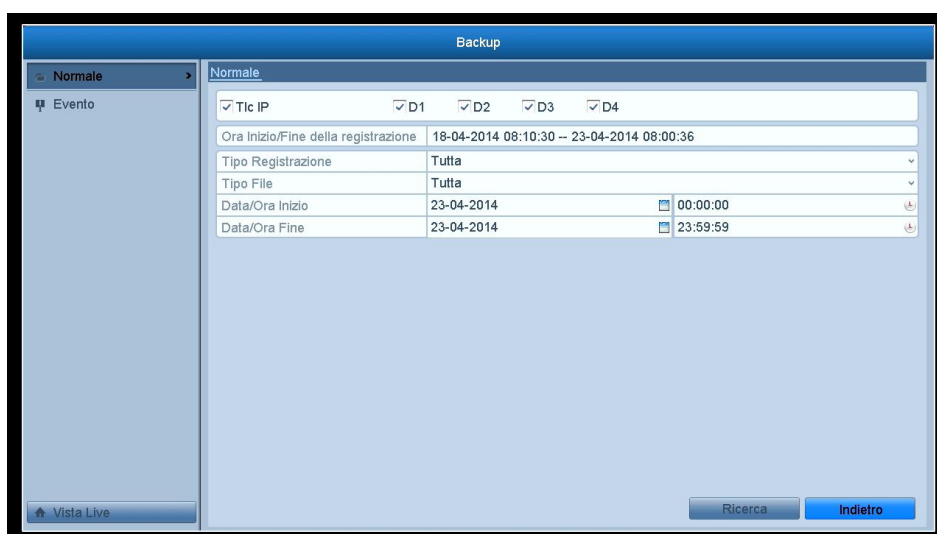 Backup
Normale
Evento
Normale
Tlc IP D1 D2 D3 D4
Ora Inizio/Fine della registrazione 18-04-2014 08:10:30 -- 23-04-2014 08:00:36
Tipo Registrazione Tutta
Tipo File Tutta
Data/Ora Inizio 23-04-2014 00:00:00
Data/Ora Fine 23-04-2014 23:59:59
Vista Live
Ricerca Indietro